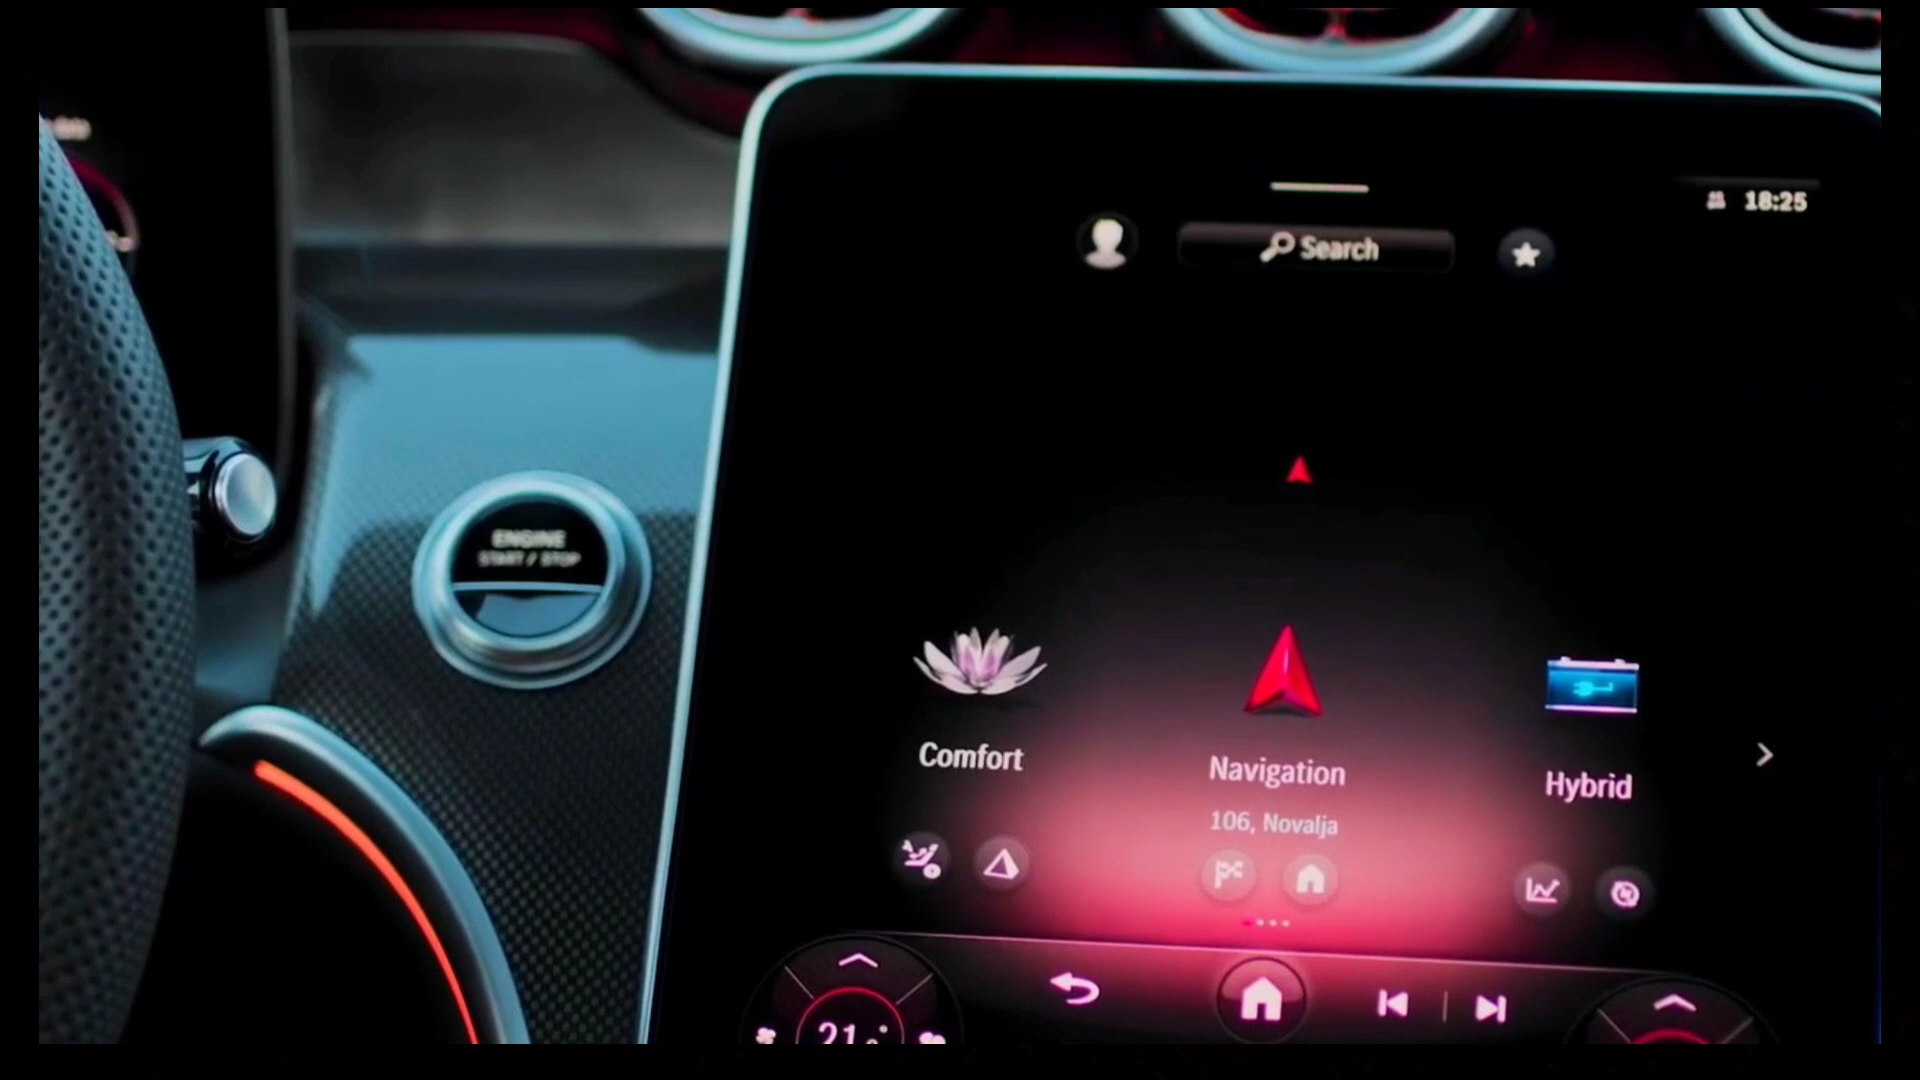 18:25
Search
ENGINE
START / STOP
Comfort
Navigation
Hybrid
106, Novalja
21